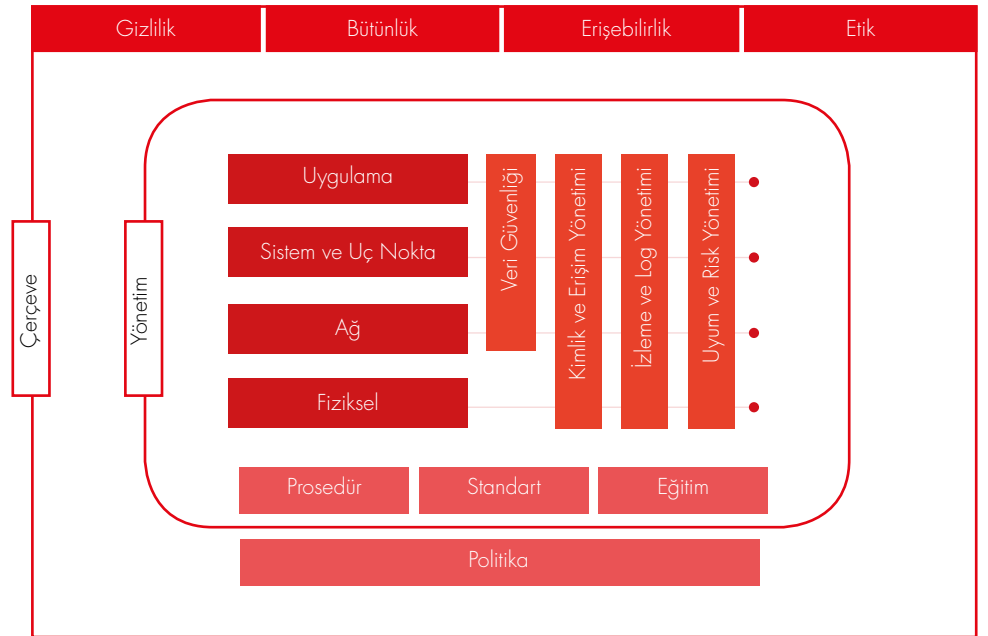 Gizlilik
Bütünlük
Erişebilirlik
Etik
Çerçeve
Yönetim
Uygulama
Sistem ve Uç Nokta
Ağ
Fiziksel
Veri Güvenliği
Kimlik ve Erişim Yönetimi
İzleme ve Log Yönetimi
Uyum ve Risk Yönetimi
Prosedür
Standart
Eğitim
Politika